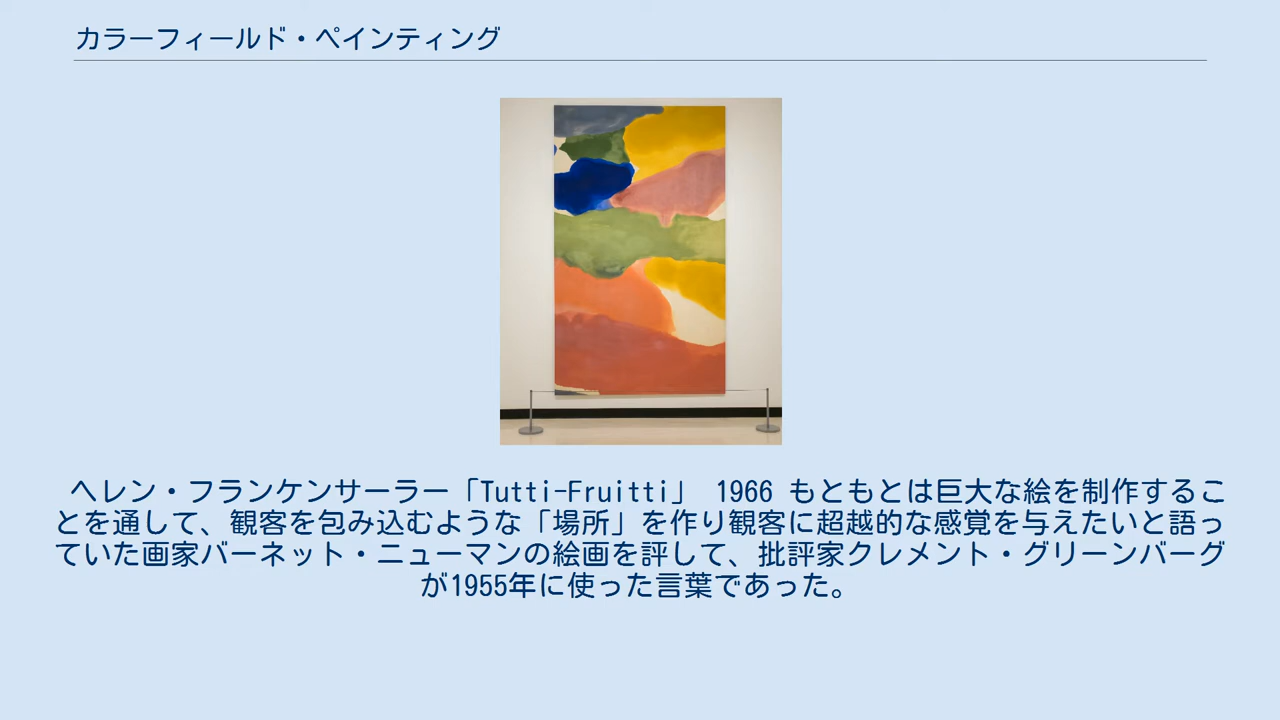 カラーフィールド・ペインティング
ヘレン・フランケンサーラー「Tutti-Fruitti」 1966 もともとは巨大な絵を制作するこ
とを通して、観客を包み込むような「場所」を作り観客に超越的な感覚を与えたいと語っ
ていた画家バーネット・ニューマンの絵画を評して、批評家クレメント・グリーンバーグ
が1955年に使った言葉であった。